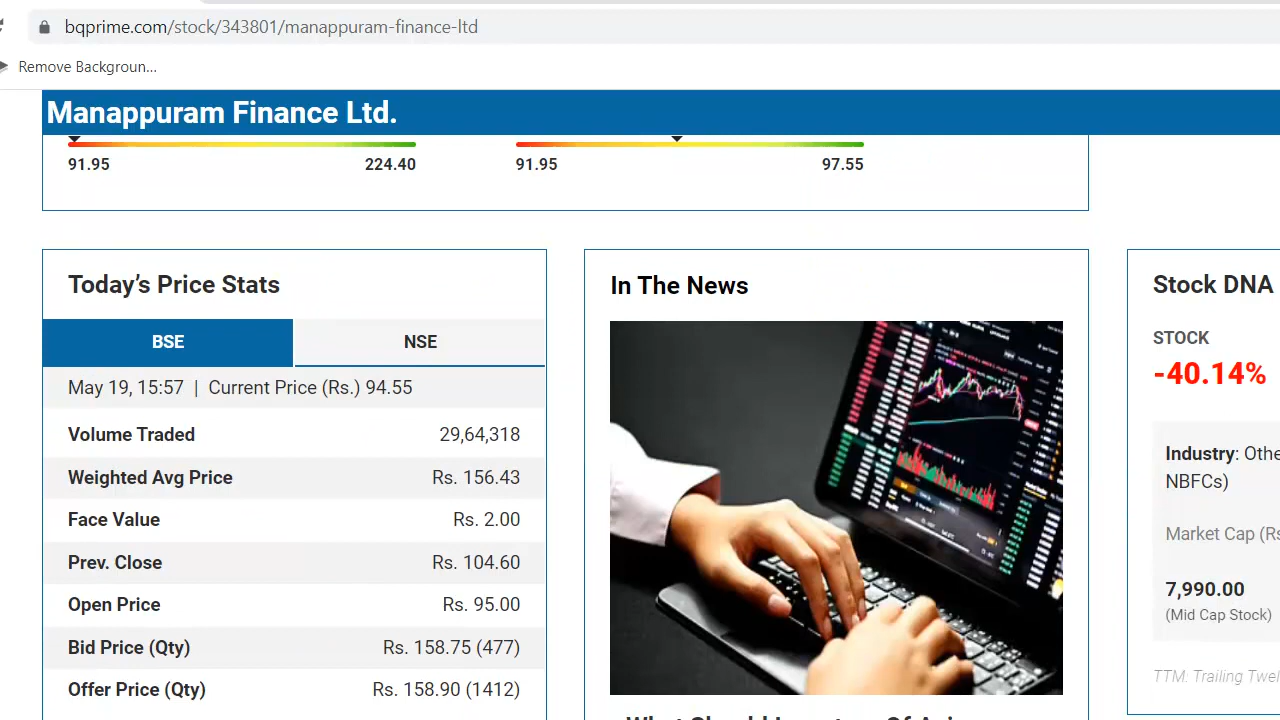 bqprime.com/stock/343801/manappuram-finance-ltd
Remove Backgroun...
Manappuram Finance Ltd.
91.95 224.40 91.95 97.55
Today’s Price Stats
BSE NSE
May 19, 15:57 | Current Price (Rs.) 94.55
Volume Traded 29,64,318
Weighted Avg Price Rs. 156.43
Face Value Rs. 2.00
Prev. Close Rs. 104.60
Open Price Rs. 95.00
Bid Price (Qty) Rs. 158.75 (477)
Offer Price (Qty) Rs. 158.90 (1412)
In The News
Stock DNA
STOCK
-40.14%
Industry: Othe
NBFCs)
Market Cap (Rs
7,990.00
(Mid Cap Stock)
TTM: Trailing Twel